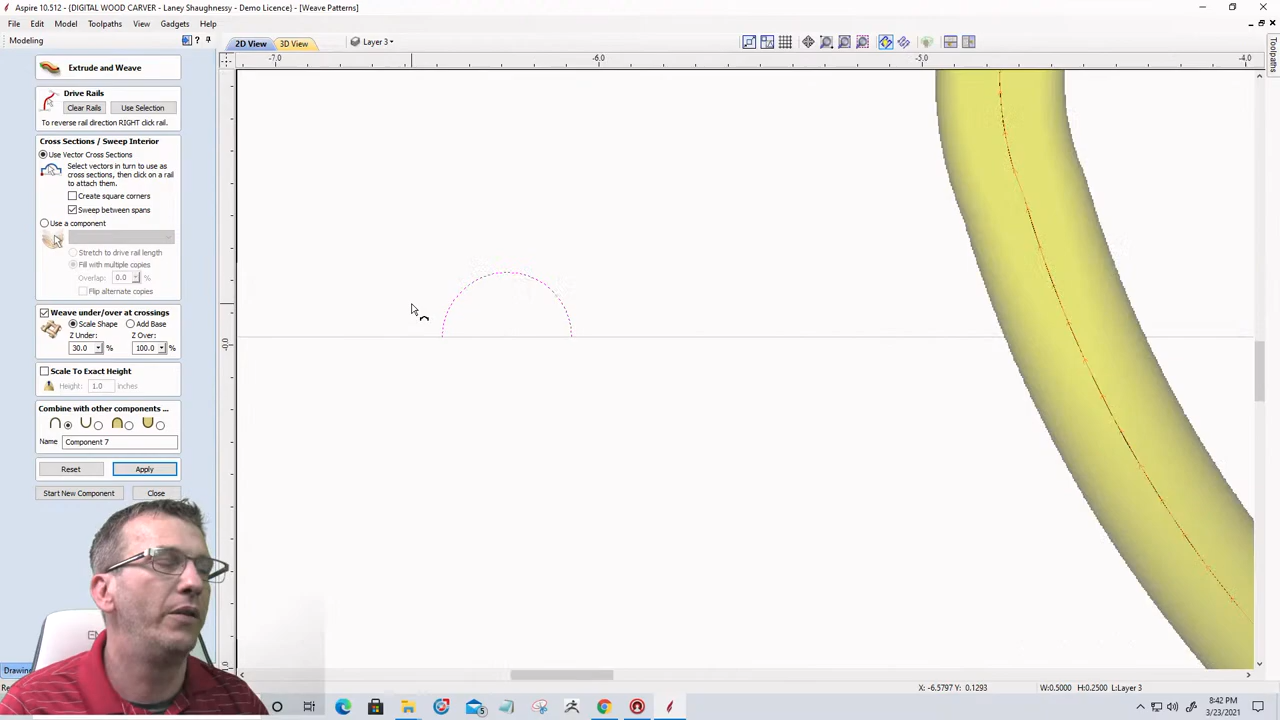 Aspire 10.512 - (DIGITAL WOOD CARVER - Laney Shaughnessy - Demo Licence) - [Weave Patterns]
File Edit Model Toolpaths View Gadgets Help
Modeling
2D View 3D View Layer 3
-7.0 -6.0 -5.0 -4.0
Toolpaths
Extrude and Weave
Drive Rails
Clear Rails Use Selection
To reverse rail direction RIGHT click rail.
Cross Sections / Sweep Interior
Use Vector Cross Sections
Select vectors in turn to use as
cross sections, then click on a rail
to attach them.
Create square corners
Sweep between spans
Use a component
Stretch to drive rail length
Fill with multiple copies
Overlap: 0.0 %
Flip alternate copies
Weave under/over at crossings
Scale Shape Add Base
Z Under: Z Over:
30.0 % 100.0 %
-0.0
Scale To Exact Height
Height: 1.0 inches
Combine with other components ...
Name Component 7
Reset Apply
Start New Component Close
Drawing
X: -6.5797 Y: 0.1293 W:0.5000 H:0.2500 L:Layer 3
5
8:42 PM
3/23/2021